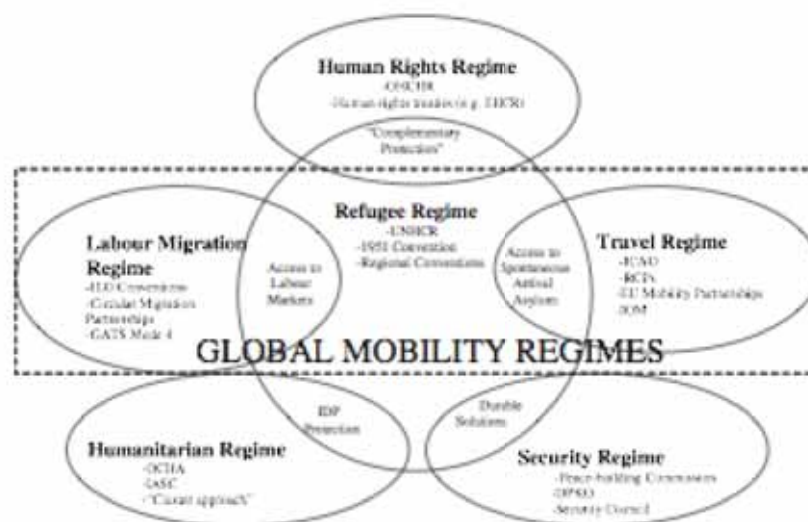 Human Rights Regime
-OHCHR
-Human rights treaties (e.g. EHCR)
"Complementary
Protection"
Refugee Regime
-UNHCR
-1951 Convention
-Regional Conventions
Labour Migration
Regime
-ILO Conventions
-Circular Migration
Partnerships
-GATS Mode 4
Access to
Labour
Markets
Access to
Spontaneous
Arrival
Asylum
Travel Regime
-ICAO
-RCPs
-EU Mobility Partnerships
-IOM
GLOBAL MOBILITY REGIMES
IDP
Protection
Durable
Solutions
Humanitarian Regime
-OCHA
-IASC
-"Cluster approach"
Security Regime
-Peace-building Commission
-DPKO
-Security Council